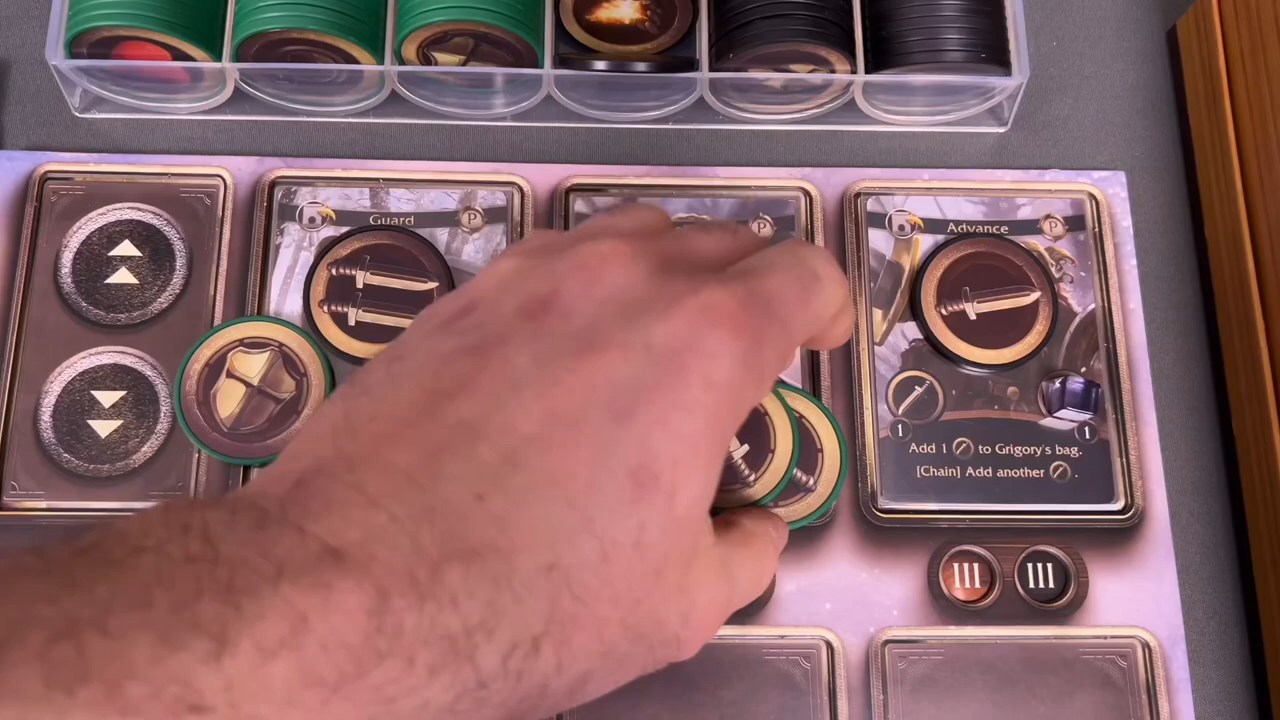 Guard
P
P
Advance
P
1
1
Add 1 to Grigory's bag.
[Chain] Add another .
III
III